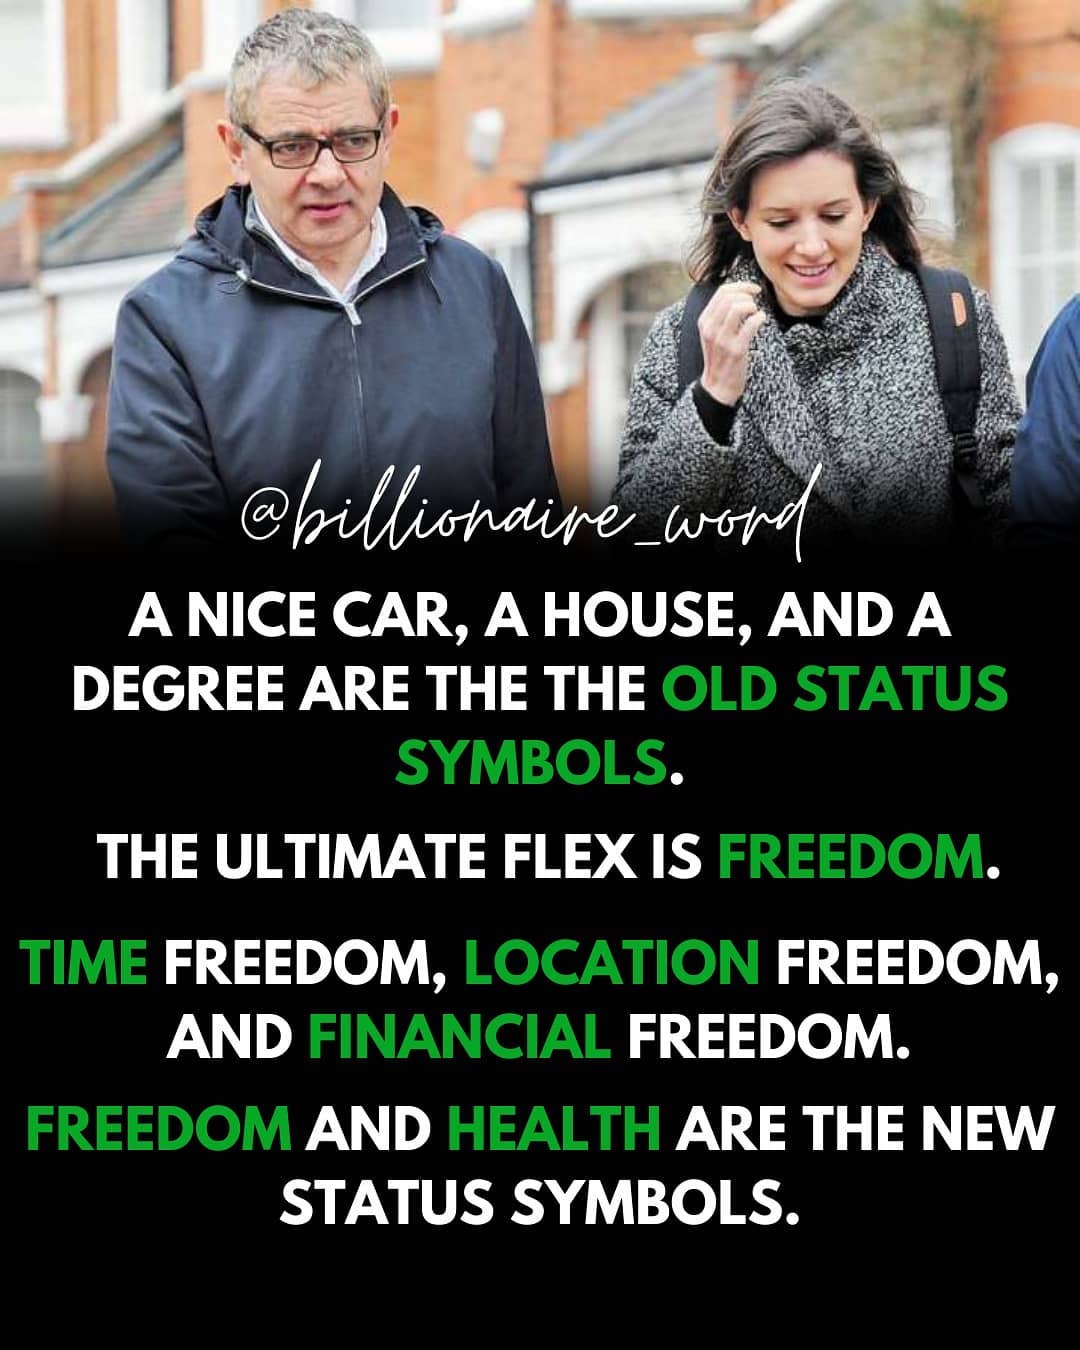 @billionaire_word
A NICE CAR, A HOUSE, AND A
DEGREE ARE THE THE OLD STATUS
SYMBOLS.
THE ULTIMATE FLEX IS FREEDOM.
TIME FREEDOM, LOCATION FREEDOM,
AND FINANCIAL FREEDOM.
FREEDOM AND HEALTH ARE THE NEW
STATUS SYMBOLS.